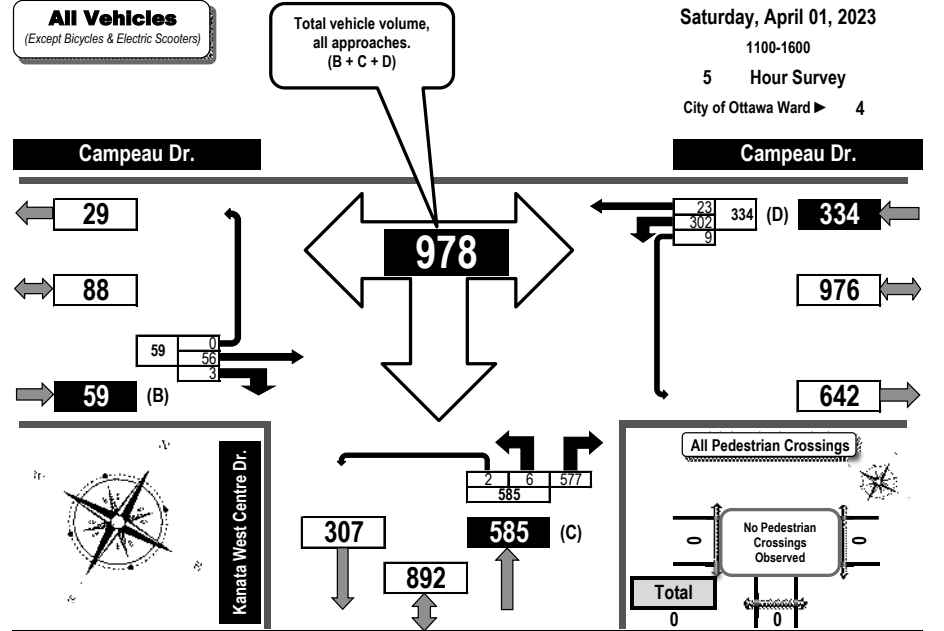 All Vehicles
(Except Bicycles & Electric Scooters)
Total vehicle volume,
all approaches.
(B + C + D)
Saturday, April 01, 2023
1100-1600
5 Hour Survey
City of Ottawa Ward ► 4
Campeau Dr.
Campeau Dr.
29
88
59
0
56
3
59 (B)
978
23
302
9
334
(D)
334
976
642
Kanata West Centre Dr.
2 6 577
585
307
585 (C)
892
All Pedestrian Crossings
No Pedestrian
Crossings
Observed
0
0
Total
0
0